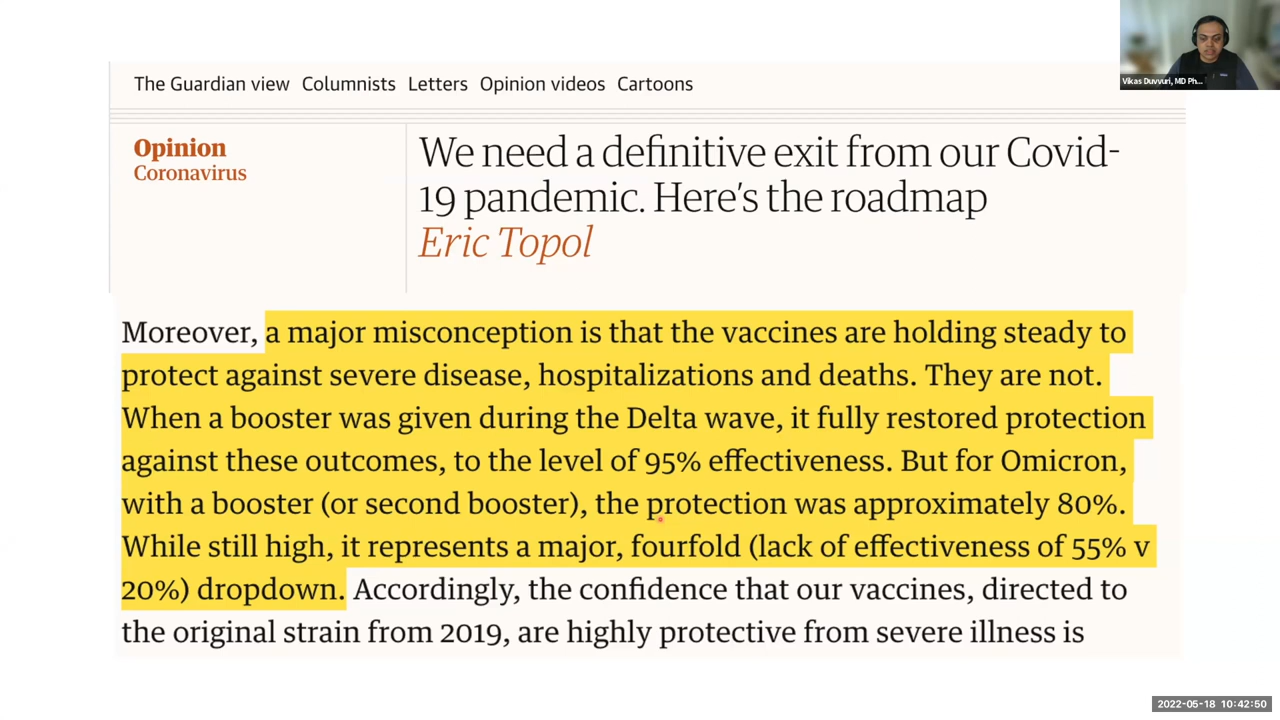 The Guardian view Columnists Letters Opinion videos Cartoons
Vikas Duvvuri, MD Ph...
Opinion
Coronavirus
We need a definitive exit from our Covid-
19 pandemic. Here's the roadmap
Eric Topol
Moreover, a major misconception is that the vaccines are holding steady to
protect against severe disease, hospitalizations and deaths. They are not.
When a booster was given during the Delta wave, it fully restored protection
against these outcomes, to the level of 95% effectiveness. But for Omicron,
with a booster (or second booster), the protection was approximately 80%.
While still high, it represents a major, fourfold (lack of effectiveness of 55% v
20%) dropdown. Accordingly, the confidence that our vaccines, directed to
the original strain from 2019, are highly protective from severe illness is
2022-05-18 10:42:50